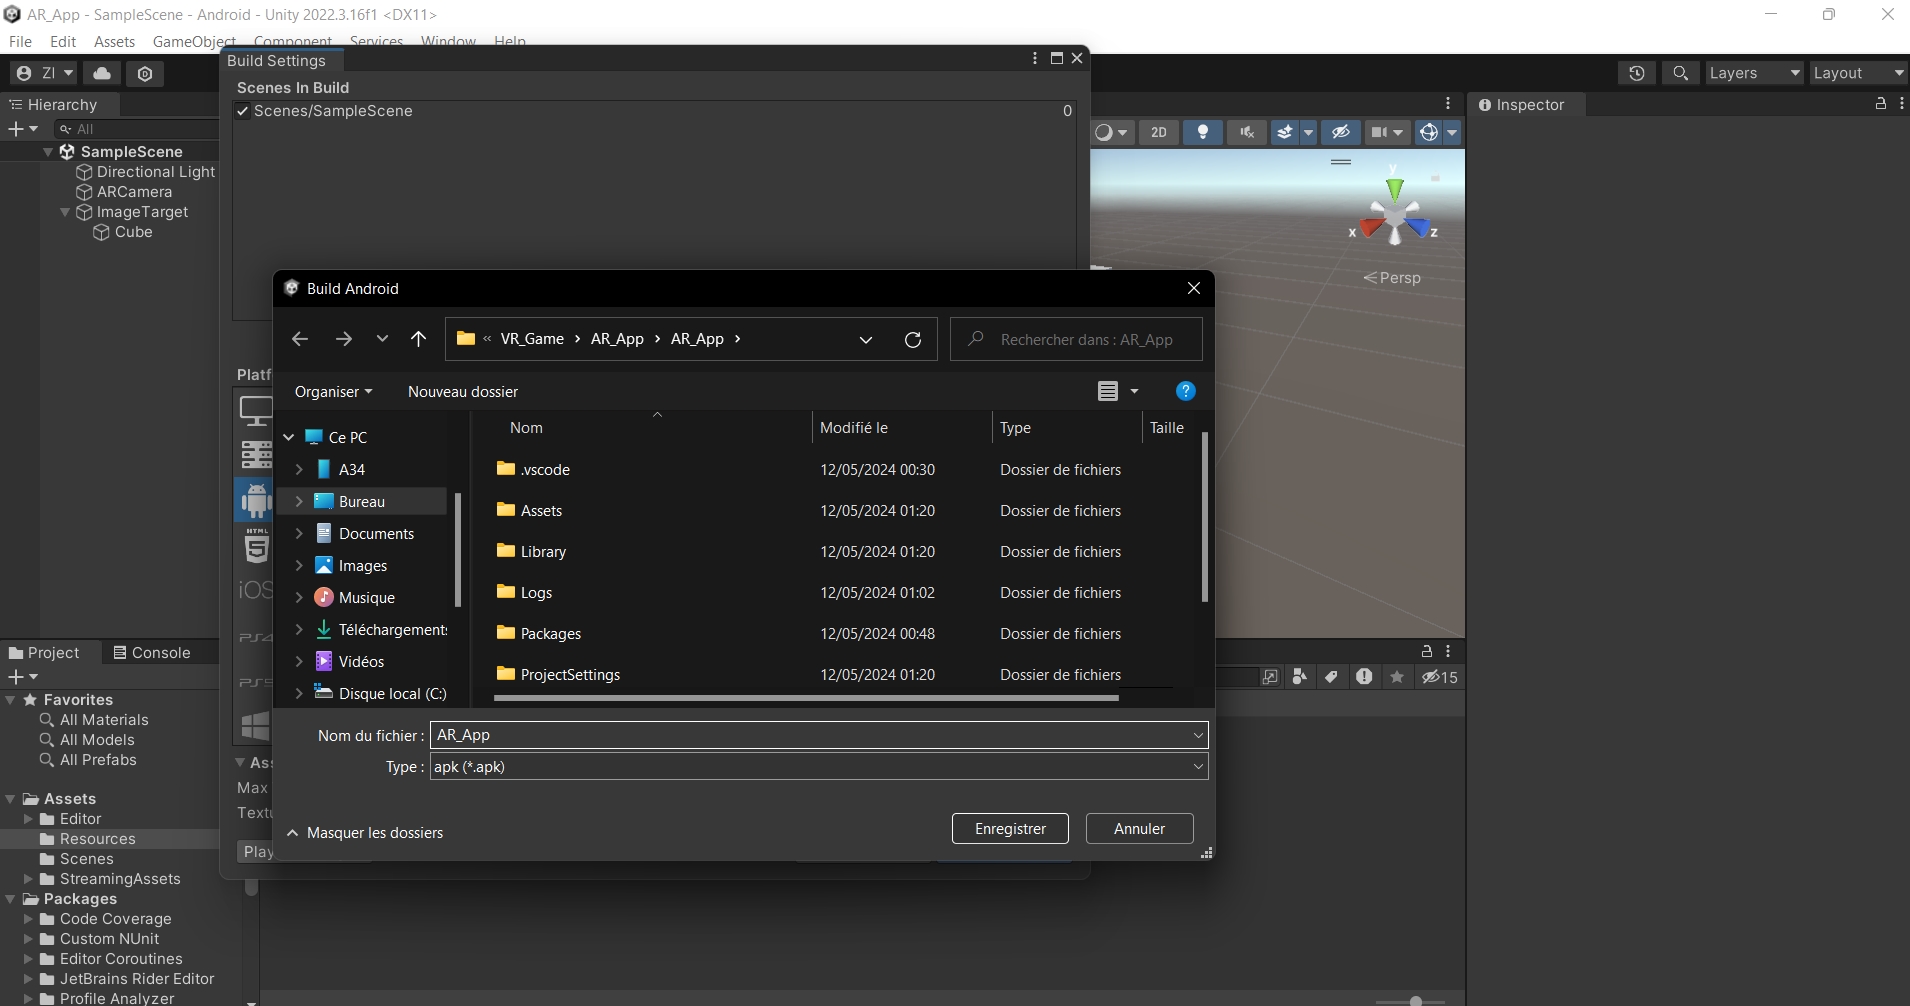 AR_App - SampleScene - Android - Unity 2022.3.16f1 <DX11>
File Edit Assets GameObject Component Services Window Help
Build Settings
Scenes In Build
Scenes/SampleScene 0
ZI
Layers
Layout
Hierarchy
All
SampleScene
Directional Light
ARCamera
ImageTarget
Cube
2D
Inspector
y
x
z
Persp
Build Android
« VR_Game > AR_App > AR_App >
Rechercher dans : AR_App
Organiser
Nouveau dossier
?
Nom Modifié le Type Taille
Ce PC
A34
Bureau
Documents
Images
Musique
Téléchargements
Vidéos
Disque local (C:)
.vscode 12/05/2024 00:30 Dossier de fichiers
Assets 12/05/2024 01:20 Dossier de fichiers
Library 12/05/2024 01:20 Dossier de fichiers
Logs 12/05/2024 01:02 Dossier de fichiers
Packages 12/05/2024 00:48 Dossier de fichiers
ProjectSettings 12/05/2024 01:20 Dossier de fichiers
Nom du fichier : AR_App
Type : apk (*.apk)
Masquer les dossiers
Enregistrer
Annuler
Platf
HTML
5
iOS
PS4
PS5
Ass
Max
Textu
Play
Project
Console
15
Favorites
All Materials
All Models
All Prefabs
Assets
Editor
Resources
Scenes
StreamingAssets
Packages
Code Coverage
Custom NUnit
Editor Coroutines
JetBrains Rider Editor
Profile Analyzer